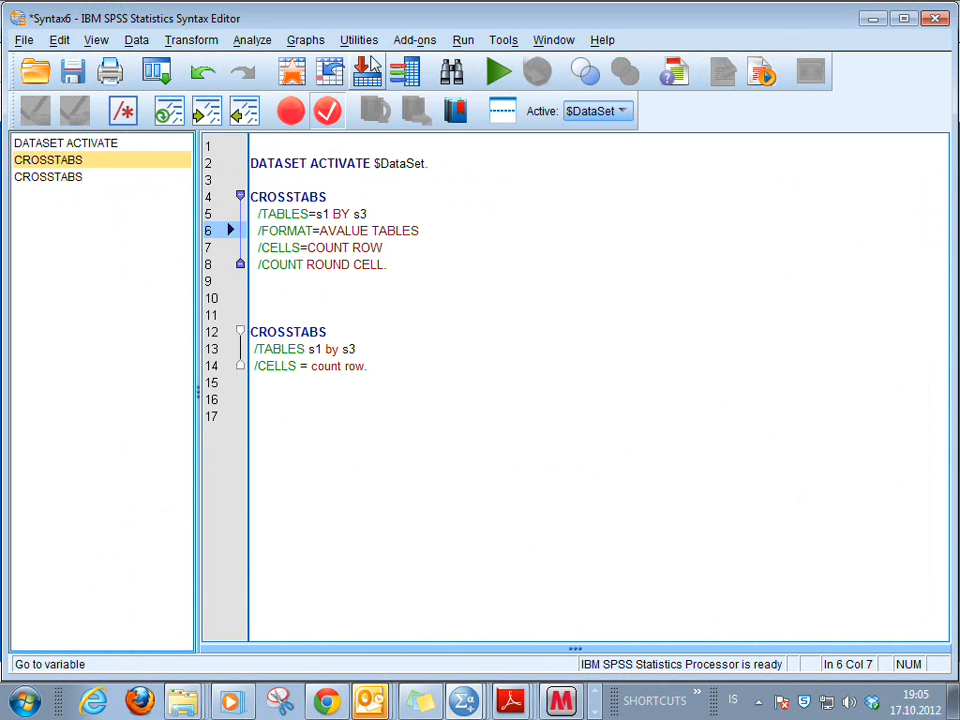 *Syntax6 - IBM SPSS Statistics Syntax Editor
File Edit View Data Transform Analyze Graphs Utilities Add-ons Run Tools Window Help
Active: $DataSet
DATASET ACTIVATE
CROSSTABS
CROSSTABS
1
2 DATASET ACTIVATE $DataSet.
3
4 CROSSTABS
5 /TABLES=s1 BY s3
6 /FORMAT=AVALUE TABLES
7 /CELLS=COUNT ROW
8 /COUNT ROUND CELL.
9
10
11
12 CROSSTABS
13 /TABLES s1 by s3
14 /CELLS = count row.
15
16
17
Go to variable IBM SPSS Statistics Processor is ready In 6 Col 7 NUM
SHORTCUTS » IS 19:05
17.10.2012